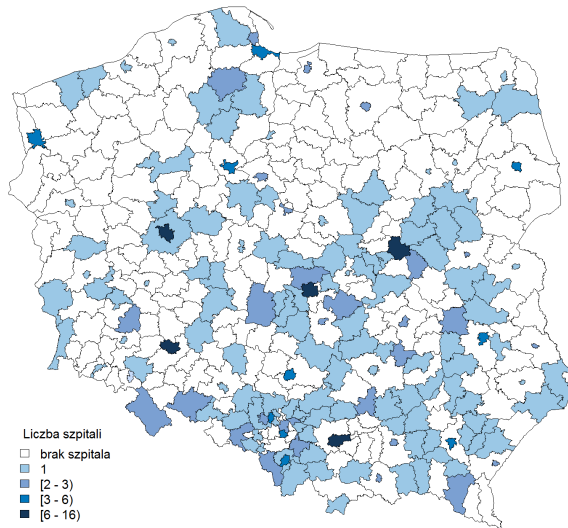 Liczba szpitali
brak szpitala
1
[2 - 3)
[3 - 6)
[6 - 16)